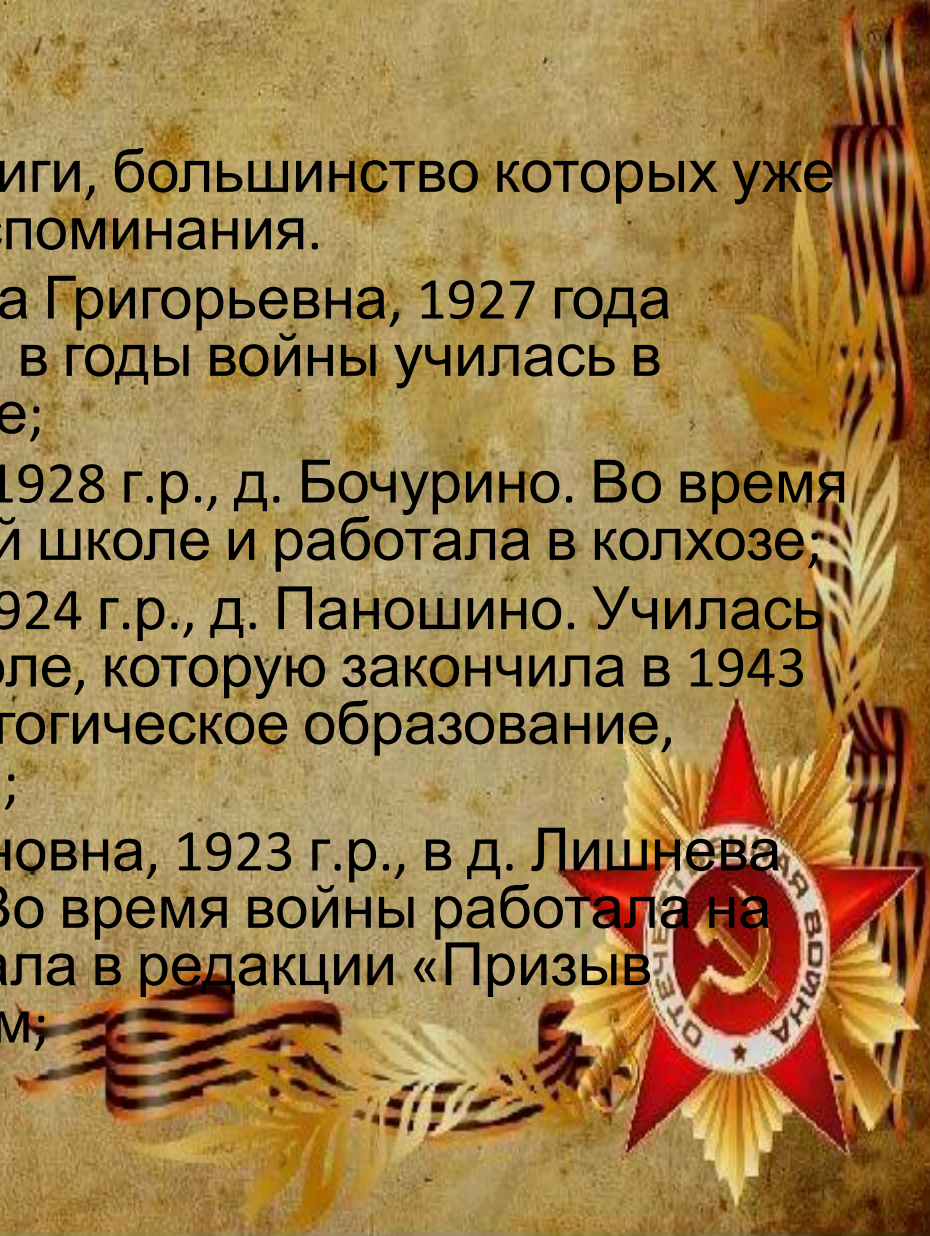 иги, большинство которых уже
споминания.
а Григорьевна, 1927 года
в годы войны училась в
е;
1928 г.р., д. Бочурино. Во время
й школе и работала в колхозе;
924 г.р., д. Паношино. Училась
оле, которую закончила в 1943
гогическое образование,
;
новна, 1923 г.р., в д. Лишнева
Во время войны работала на
ала в редакции «Призыв
м;
ОТЕЧЕСТВЕННАЯ ВОЙНА